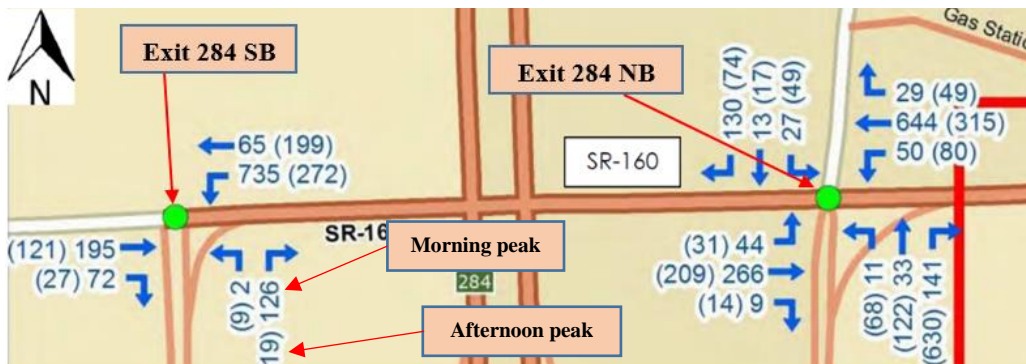 Gas Statio
Exit 284 SB
Exit 284 NB
N
130 (74)
13 (17)
27 (49)
29 (49)
644 (315)
50 (80)
65 (199)
735 (272)
SR-160
(121) 195
(27) 72
SR-16
Morning peak
(9) 2
19) 126
284
Afternoon peak
(31) 44
(209) 266
(14) 9
(68) 11
(122) 33
(630) 141